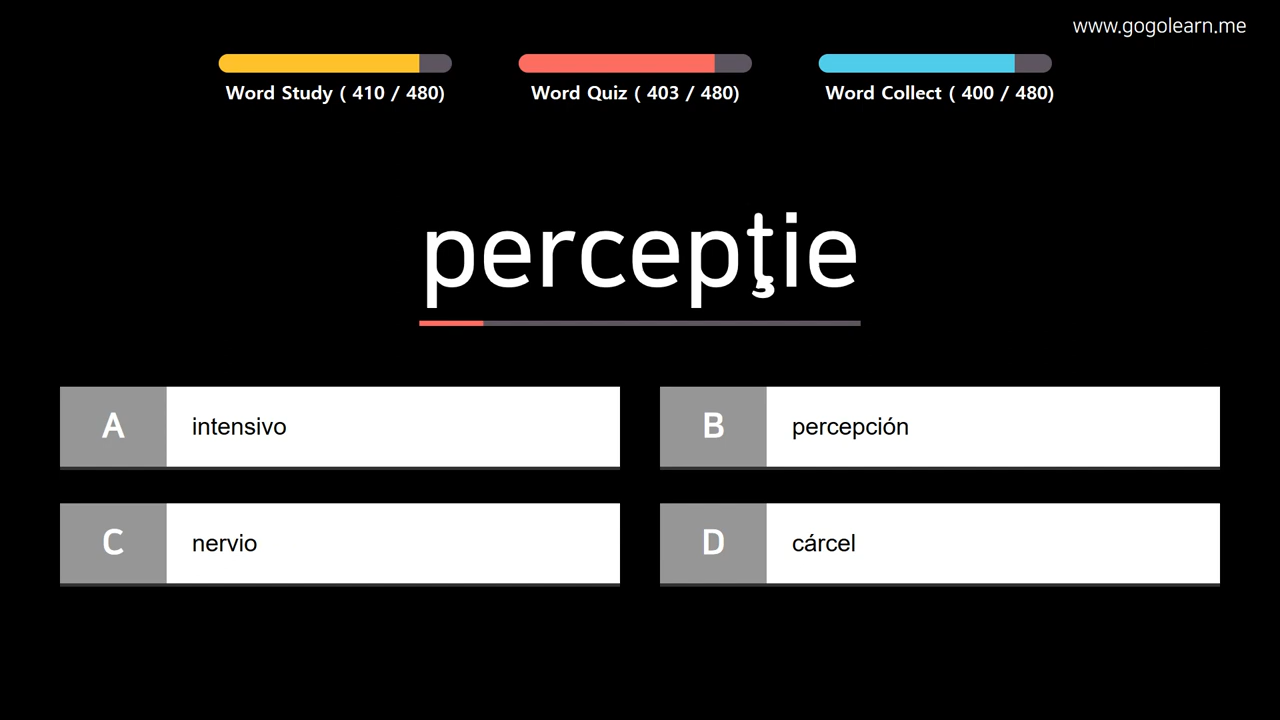 www.gogolearn.me
Word Study ( 410 / 480)
Word Quiz ( 403 / 480)
Word Collect ( 400 / 480)
percepţie
A intensivo
B percepción
C nervio
D cárcel